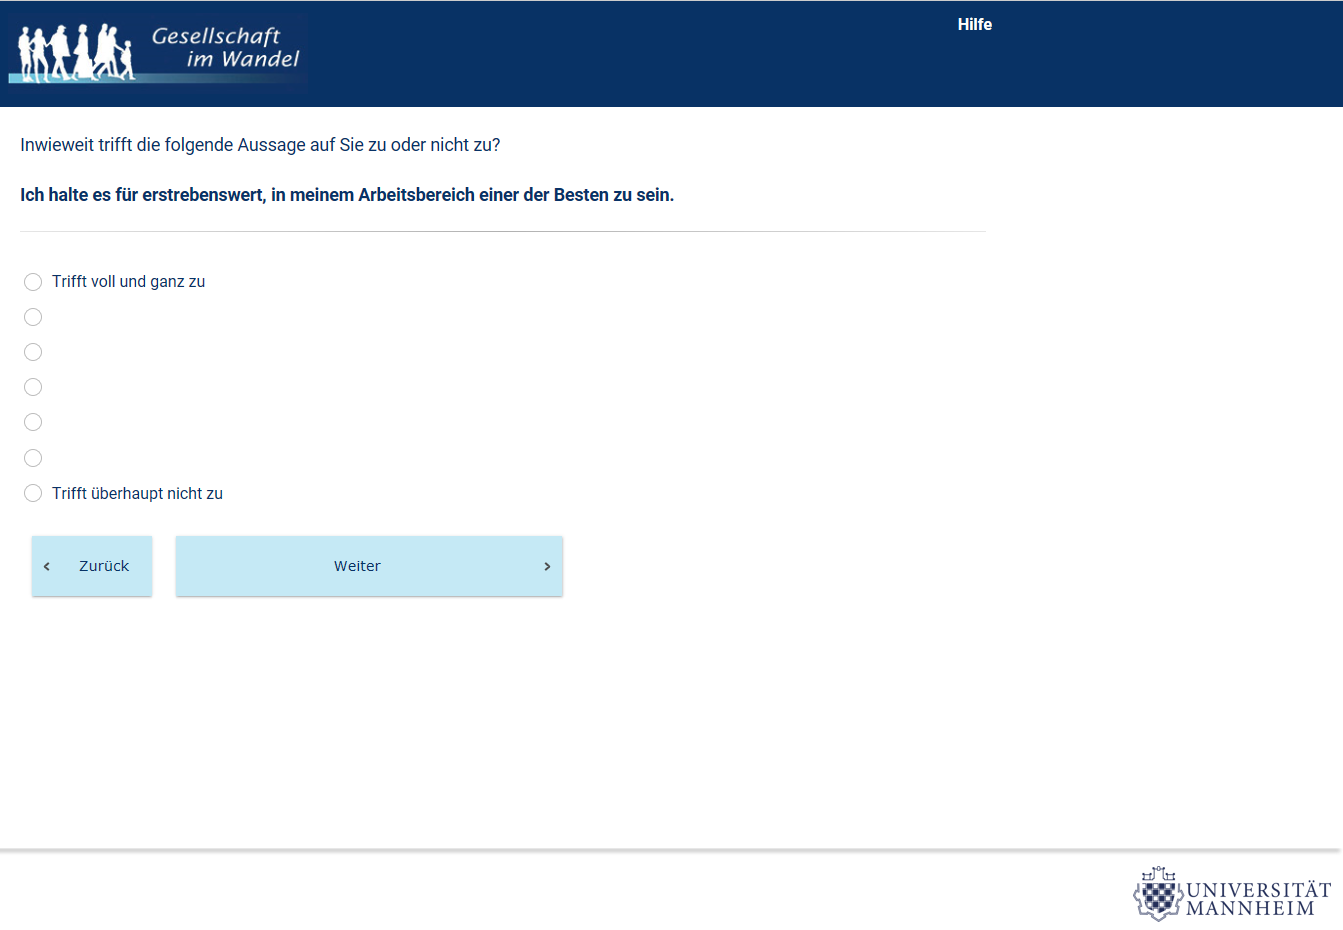 Gesellschaft
im Wandel
Hilfe
Inwieweit trifft die folgende Aussage auf Sie zu oder nicht zu?
Ich halte es für erstrebenswert, in meinem Arbeitsbereich einer der Besten zu sein.
Trifft voll und ganz zu
Trifft überhaupt nicht zu
Zurück
Weiter
UNIVERSITÄT
MANNHEIM